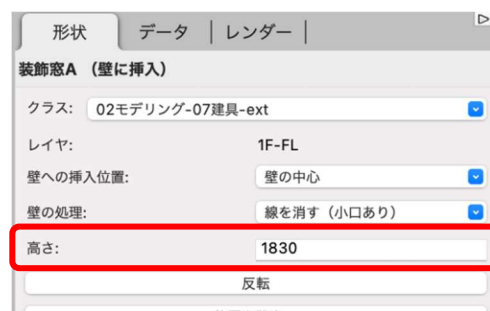 形状 データ レンダー
装飾窓A （壁に挿入）
クラス: 02モデリング-07建具-ext
レイヤ: 1F-FL
壁への挿入位置: 壁の中心
壁の処理: 線を消す（小口あり）
高さ: 1830
反転